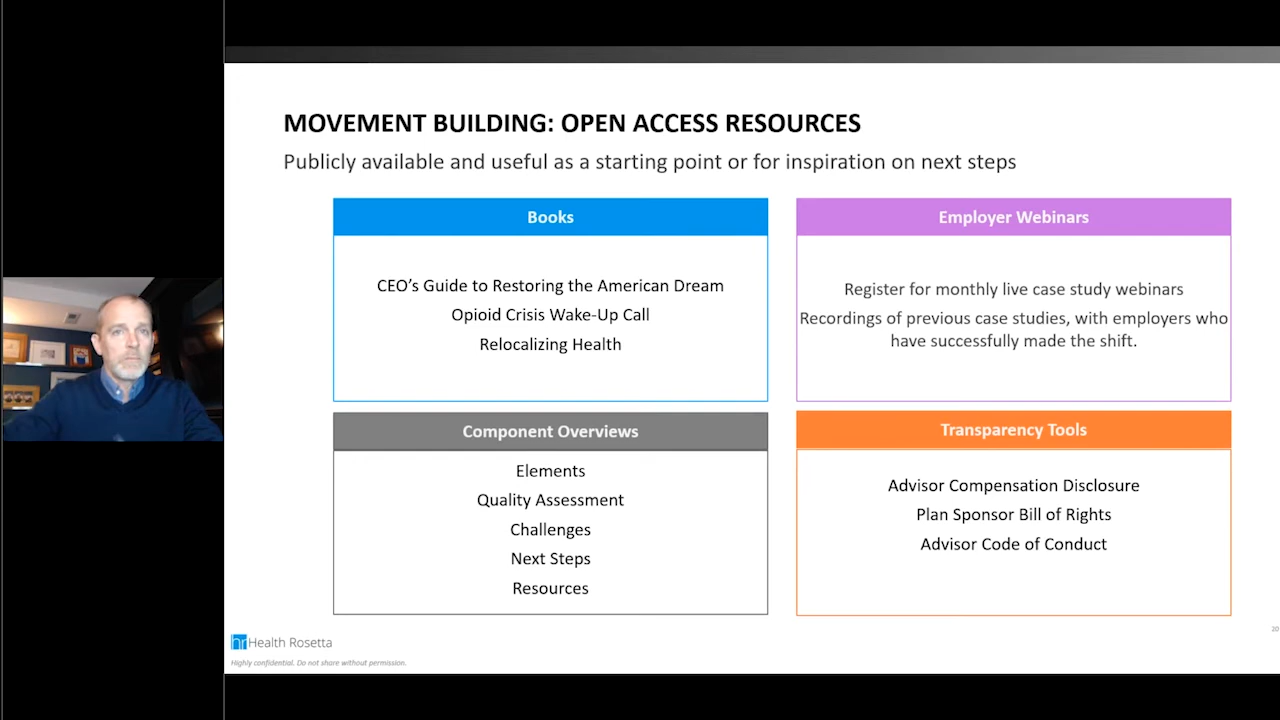 MOVEMENT BUILDING: OPEN ACCESS RESOURCES
Publicly available and useful as a starting point or for inspiration on next steps
Books
CEO’s Guide to Restoring the American Dream
Opioid Crisis Wake-Up Call
Relocalizing Health
Employer Webinars
Register for monthly live case study webinars
Recordings of previous case studies, with employers who
have successfully made the shift.
Component Overviews
Elements
Quality Assessment
Challenges
Next Steps
Resources
Transparency Tools
Advisor Compensation Disclosure
Plan Sponsor Bill of Rights
Advisor Code of Conduct
hr Health Rosetta
Highly confidential. Do not share without permission.
20